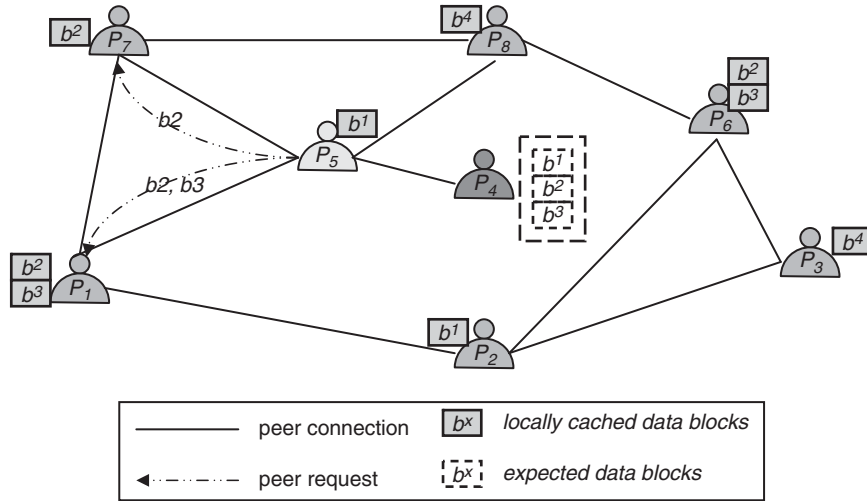 b² P₇
b⁴ P₈
b² b³ P₆
b2
b¹ P₅
b2, b3
P₄ b¹ b² b³
b² b³ P₁
P₃ b⁴
b¹ P₂
peer connection
bˣ locally cached data blocks
peer request
bˣ expected data blocks